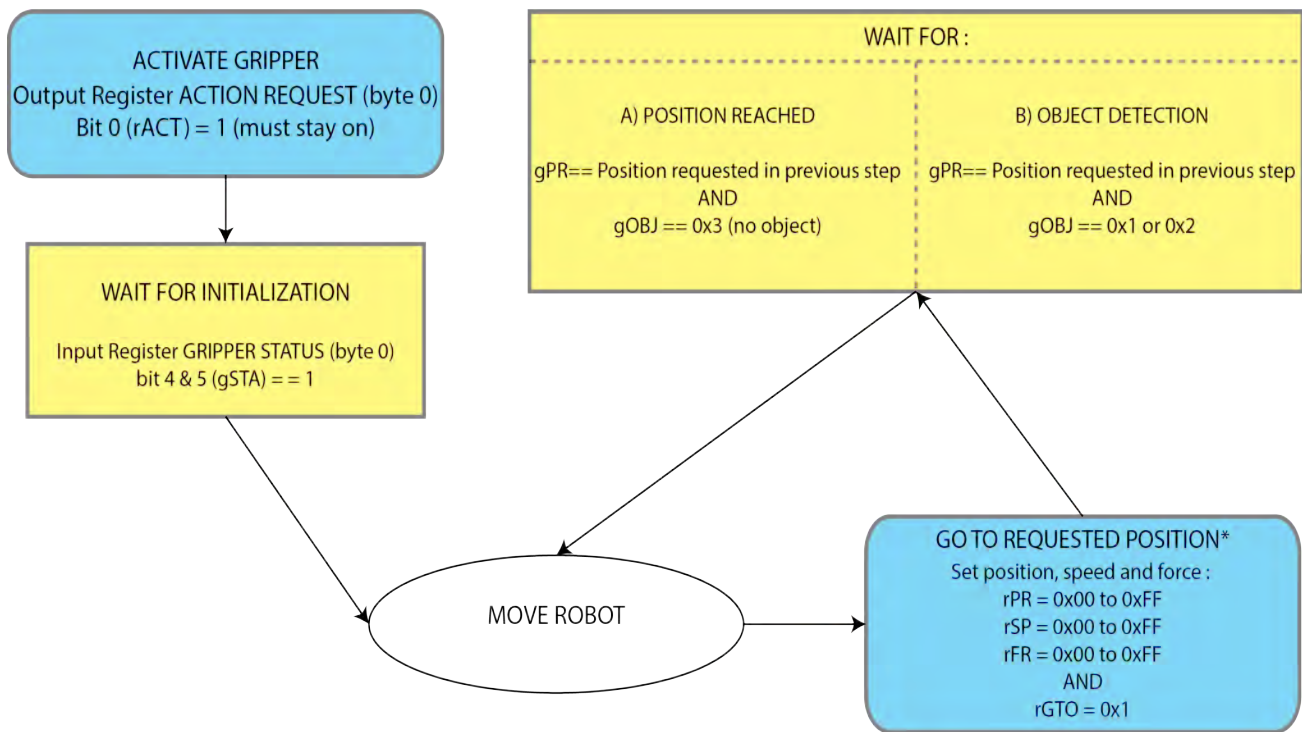 ACTIVATE GRIPPER
Output Register ACTION REQUEST (byte 0)
Bit 0 (rACT) = 1 (must stay on)
WAIT FOR INITIALIZATION
Input Register GRIPPER STATUS (byte 0)
bit 4 & 5 (gSTA) = = 1
WAIT FOR :
A) POSITION REACHED
gPR== Position requested in previous step
AND
gOBJ == 0x3 (no object)
B) OBJECT DETECTION
gPR== Position requested in previous step
AND
gOBJ == 0x1 or 0x2
MOVE ROBOT
GO TO REQUESTED POSITION*
Set position, speed and force :
rPR = 0x00 to 0xFF
rSP = 0x00 to 0xFF
rFR = 0x00 to 0xFF
AND
rGTO = 0x1